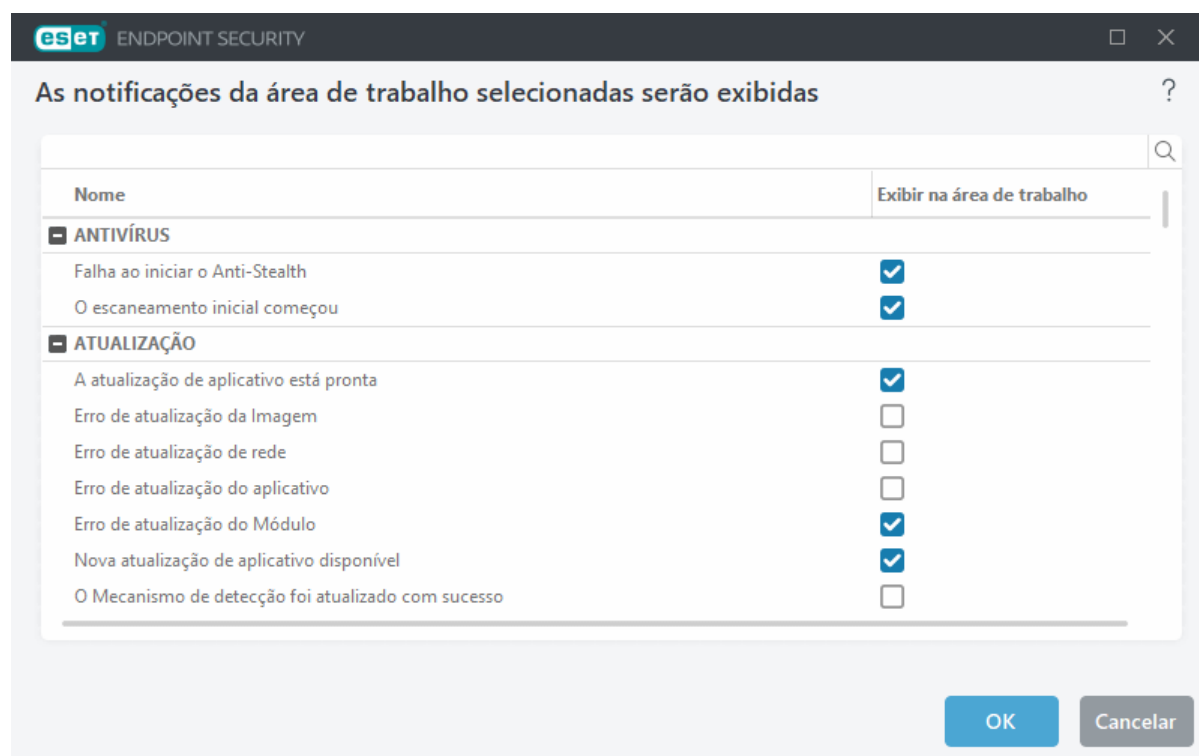 eset ENDPOINT SECURITY
As notificações da área de trabalho selecionadas serão exibidas
?
Nome Exibir na área de trabalho
ANTIVÍRUS
Falha ao iniciar o Anti-Stealth
O escaneamento inicial começou
ATUALIZAÇÃO
A atualização de aplicativo está pronta
Erro de atualização da Imagem
Erro de atualização de rede
Erro de atualização do aplicativo
Erro de atualização do Módulo
Nova atualização de aplicativo disponível
O Mecanismo de detecção foi atualizado com sucesso
OK Cancelar